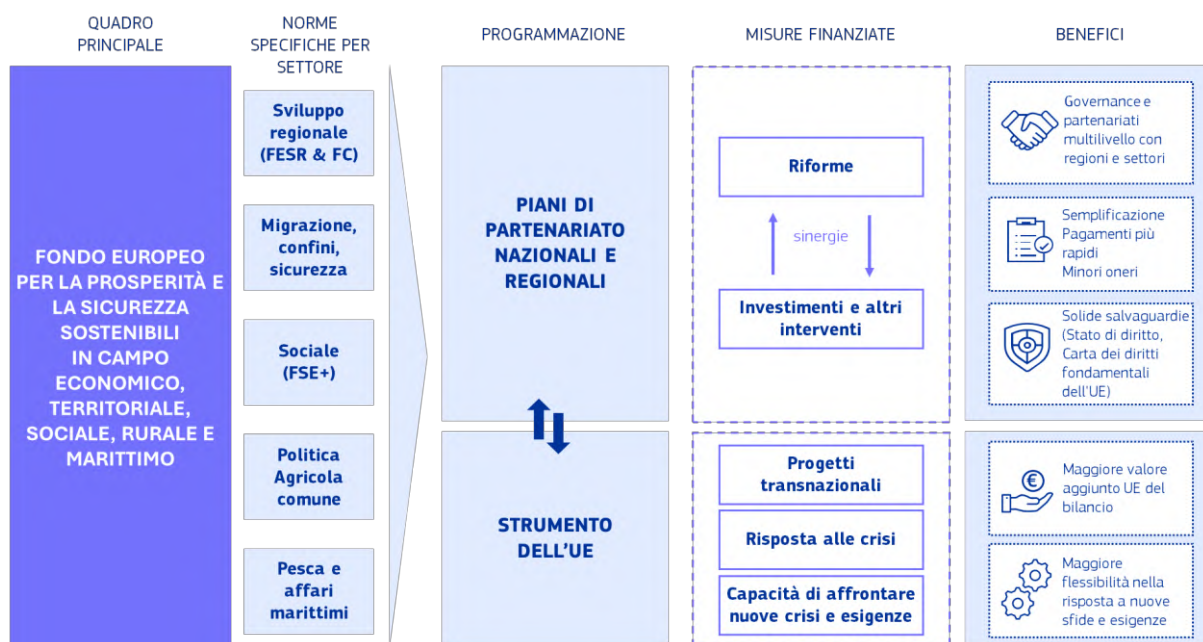 QUADRO
PRINCIPALE
NORME
SPECIFICHE PER
SETTORE
PROGRAMMAZIONE
MISURE FINANZIATE
BENEFICI
FONDO EUROPEO
PER LA PROSPERITÀ E
LA SICUREZZA
SOSTENIBILI
IN CAMPO
ECONOMICO,
TERRITORIALE,
SOCIALE, RURALE E
MARITTIMO
Sviluppo
regionale
(FESR & FC)
Migrazione,
confini,
sicurezza
Sociale
(FSE+)
Politica
Agricola
comune
Pesca e
affari
marittimi
PIANI DI
PARTENARIATO
NAZIONALI E
REGIONALI
STRUMENTO
DELL'UE
Riforme
sinergie
Investimenti e altri
interventi
Progetti
transnazionali
Risposta alle crisi
Capacità di affrontare
nuove crisi e esigenze
Governance e
partenariati
multilivello con
regioni e settori
Semplificazione
Pagamenti più
rapidi
Minori oneri
Solide salvaguardie
(Stato di diritto,
Carta dei diritti
fondamentali
dell'UE)
Maggiore valore
aggiunto UE del
bilancio
Maggiore
flessibilità nella
risposta a nuove
sfide e esigenze